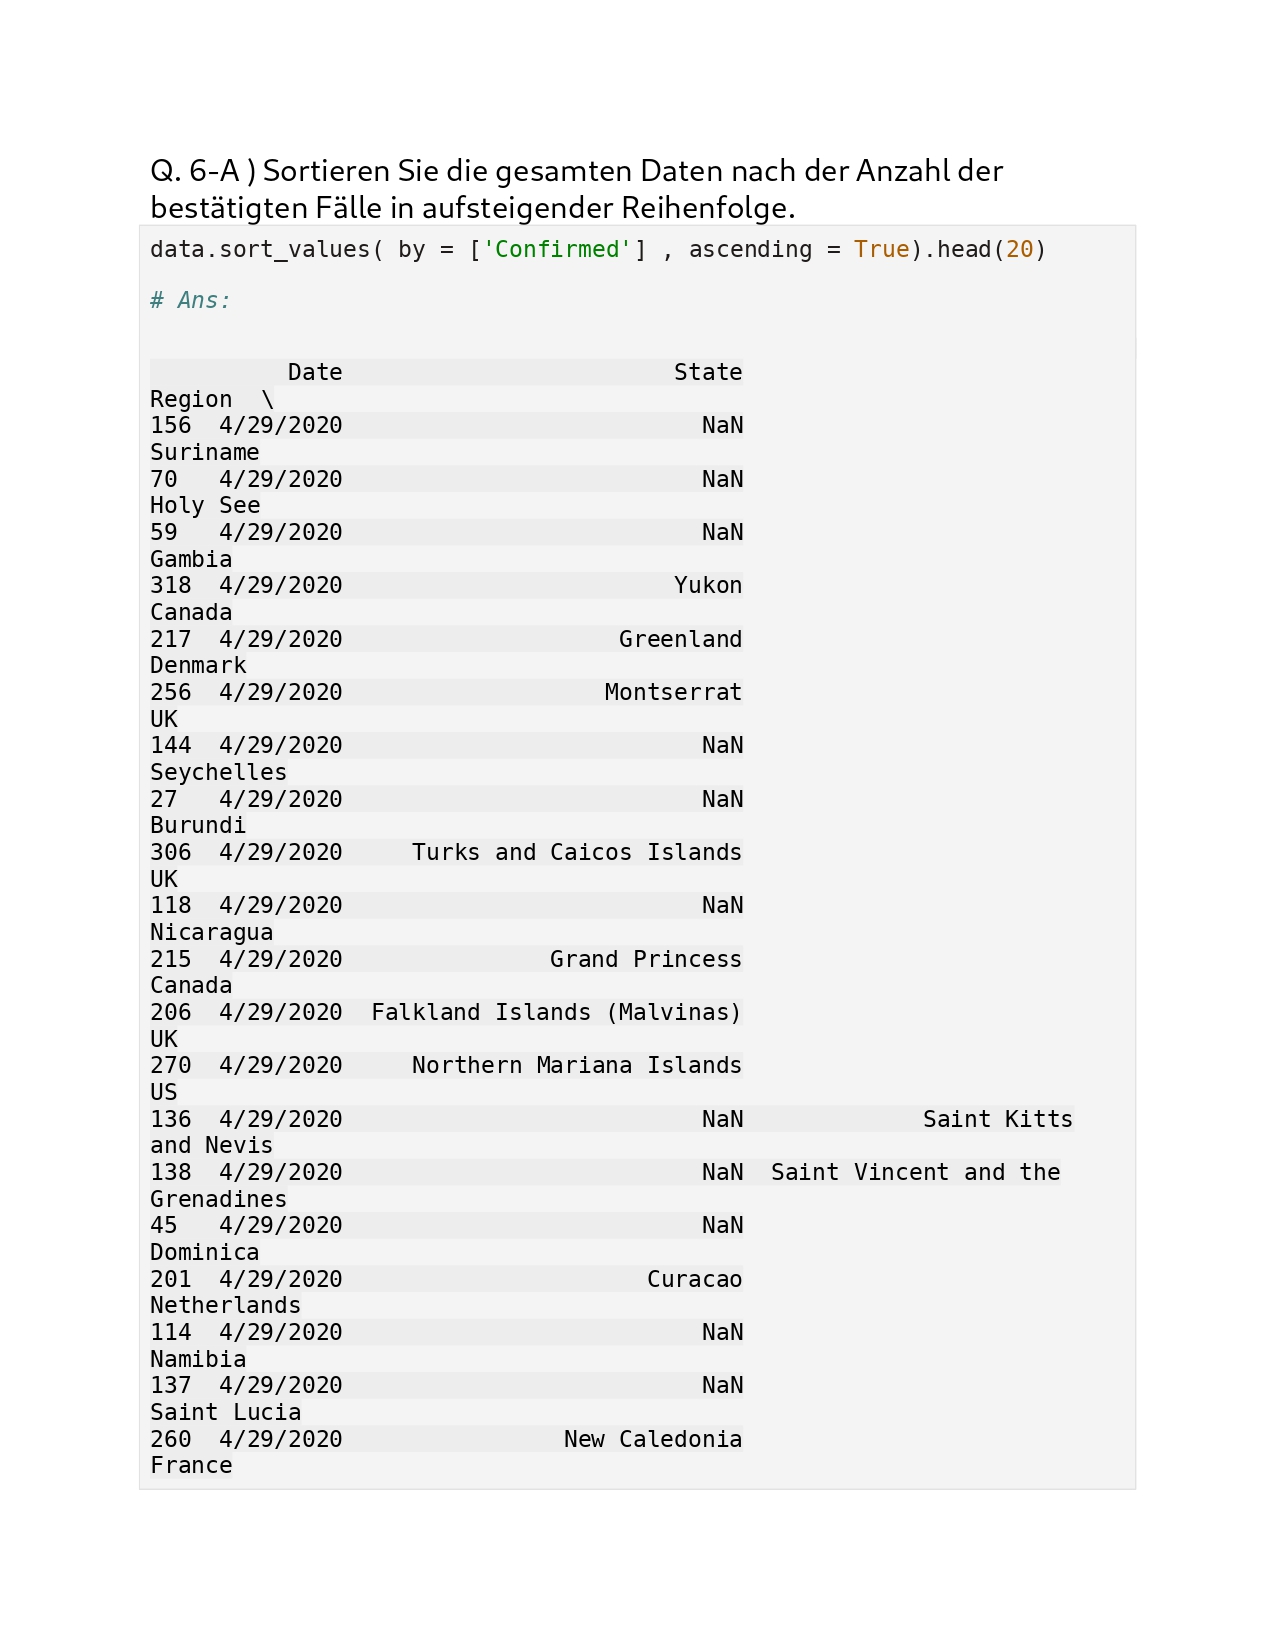 Q. 6-A ) Sortieren Sie die gesamten Daten nach der Anzahl der
bestätigten Fälle in aufsteigender Reihenfolge.
data.sort_values( by = ['Confirmed'] , ascending = True).head(20)
# Ans:
Date State
Region \
156 4/29/2020 NaN
Suriname
70 4/29/2020 NaN
Holy See
59 4/29/2020 NaN
Gambia
318 4/29/2020 Yukon
Canada
217 4/29/2020 Greenland
Denmark
256 4/29/2020 Montserrat
UK
144 4/29/2020 NaN
Seychelles
27 4/29/2020 NaN
Burundi
306 4/29/2020 Turks and Caicos Islands
UK
118 4/29/2020 NaN
Nicaragua
215 4/29/2020 Grand Princess
Canada
206 4/29/2020 Falkland Islands (Malvinas)
UK
270 4/29/2020 Northern Mariana Islands
US
136 4/29/2020 NaN Saint Kitts
and Nevis
138 4/29/2020 NaN Saint Vincent and the
Grenadines
45 4/29/2020 NaN
Dominica
201 4/29/2020 Curacao
Netherlands
114 4/29/2020 NaN
Namibia
137 4/29/2020 NaN
Saint Lucia
260 4/29/2020 New Caledonia
France